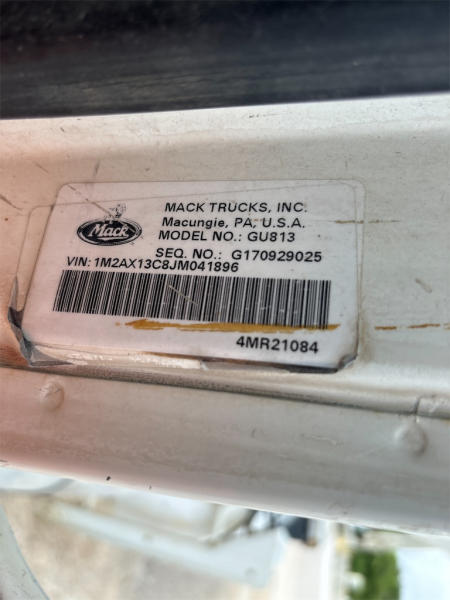 Mack
MACK TRUCKS, INC.
Macungie, PA, U.S.A.
MODEL NO.: GU813
SEQ. NO.: G170929025
VIN: 1M2AX13C8JM041896
4MR21084